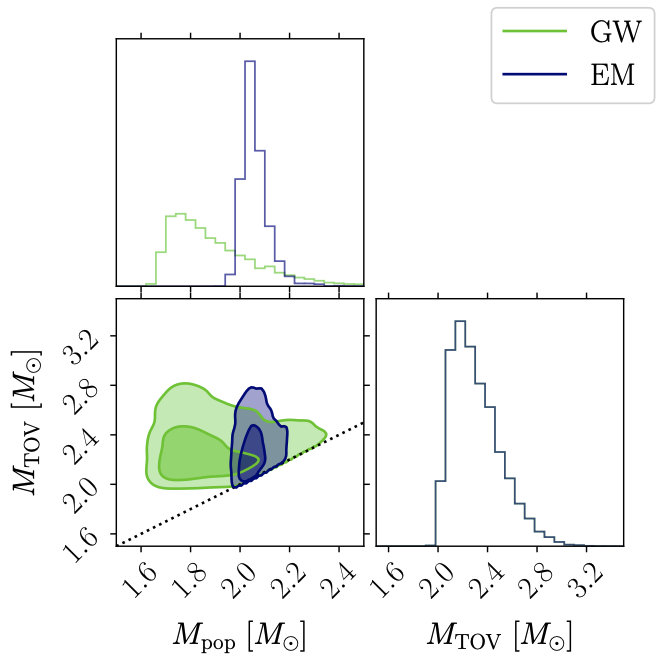 GW
EM
3.2
2.8
2.4
2.0
1.6
M_TOV [M_⊙]
1.6 1.8 2.0 2.2 2.4
1.6 2.0 2.4 2.8 3.2
M_pop [M_⊙]
M_TOV [M_⊙]